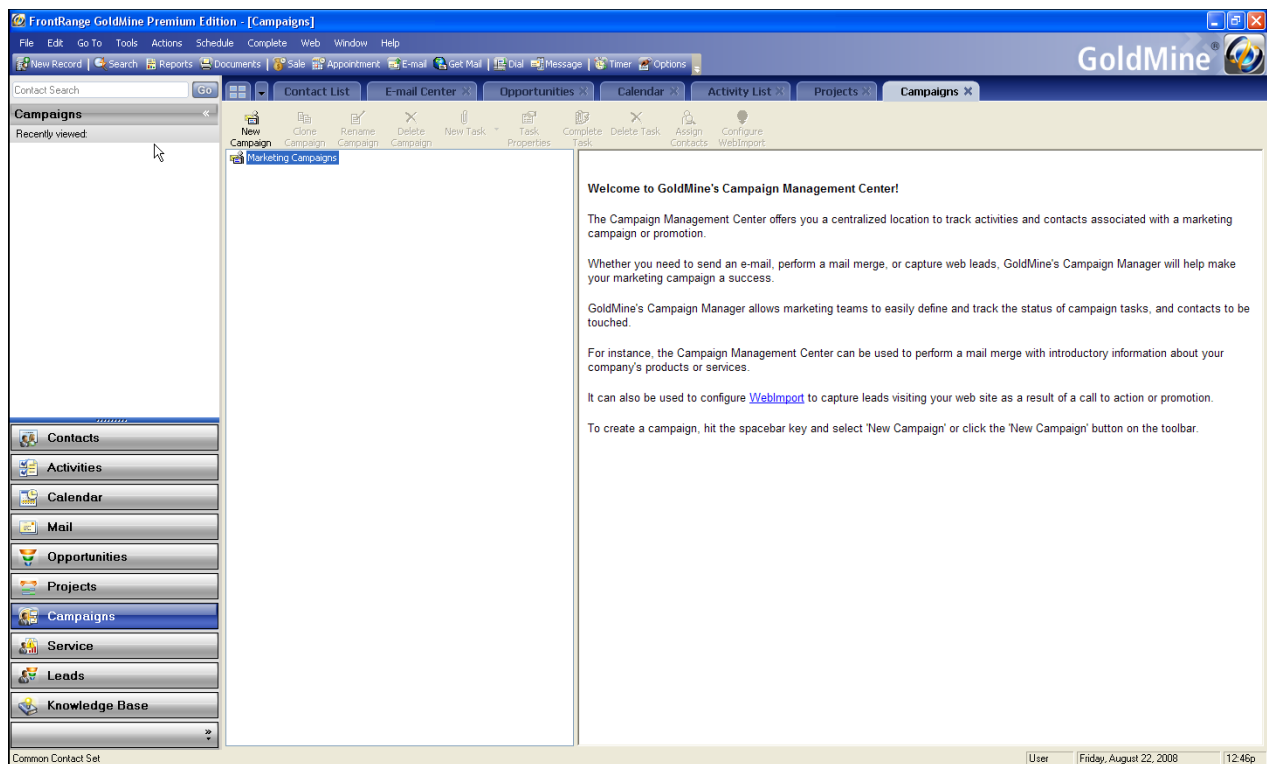 FrontRange GoldMine Premium Edition - [Campaigns]
File Edit Go To Tools Actions Schedule Complete Web Window Help
New Record Search Reports Documents Sale Appointment E-mail Get Mail Dial Message Timer Options
GoldMine®
Contact Search Go Contact List E-mail Center Opportunities Calendar Activity List Projects Campaigns
Campaigns
Recently viewed:
New Campaign
Clone Campaign
Rename Campaign
Delete Campaign
New Task
Task Properties
Complete Task
Delete Task
Assign Contacts
Configure WebImport
Marketing Campaigns
Welcome to GoldMine's Campaign Management Center!
The Campaign Management Center offers you a centralized location to track activities and contacts associated with a marketing
campaign or promotion.
Whether you need to send an e-mail, perform a mail merge, or capture web leads, GoldMine's Campaign Manager will help make
your marketing campaign a success.
GoldMine's Campaign Manager allows marketing teams to easily define and track the status of campaign tasks, and contacts to be
touched.
For instance, the Campaign Management Center can be used to perform a mail merge with introductory information about your
company's products or services.
It can also be used to configure WebImport to capture leads visiting your web site as a result of a call to action or promotion.
To create a campaign, hit the spacebar key and select 'New Campaign' or click the 'New Campaign' button on the toolbar.
Contacts
Activities
Calendar
Mail
Opportunities
Projects
Campaigns
Service
Leads
Knowledge Base
Common Contact Set User Friday, August 22, 2008 12:46p